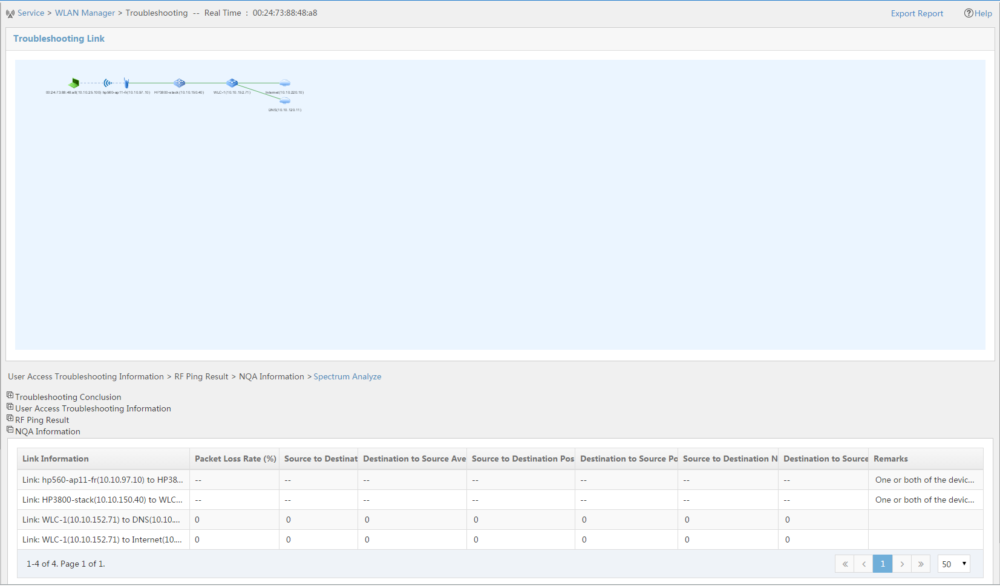 Service > WLAN Manager > Troubleshooting -- Real Time : 00:24:73:88:48:a8
Export Report
Help
Troubleshooting Link
00:24:73:88:48:a8(10.10.25.100)
hp560-ap11-fr(10.10.97.10)
HP3800-stack(10.10.150.40)
WLC-1(10.10.152.71)
Internet(10.10.220.10)
DNS(10.10.120.11)
User Access Troubleshooting Information > RF Ping Result > NQA Information > Spectrum Analyze
Troubleshooting Conclusion
User Access Troubleshooting Information
RF Ping Result
NQA Information
Link Information Packet Loss Rate (%) Source to Destinat Destination to Source Ave Source to Destination Pos Destination to Source Po Source to Destination N Destination to Source Remarks
Link: hp560-ap11-fr(10.10.97.10) to HP38... -- -- -- -- -- -- -- One or both of the devic...
Link: HP3800-stack(10.10.150.40) to WLC... -- -- -- -- -- -- -- One or both of the devic...
Link: WLC-1(10.10.152.71) to DNS(10.10.... 0 0 0 0 0 0 0
Link: WLC-1(10.10.152.71) to Internet(10.... 0 0 0 0 0 0 0
1-4 of 4. Page 1 of 1.
« ‹ 1 › » 50